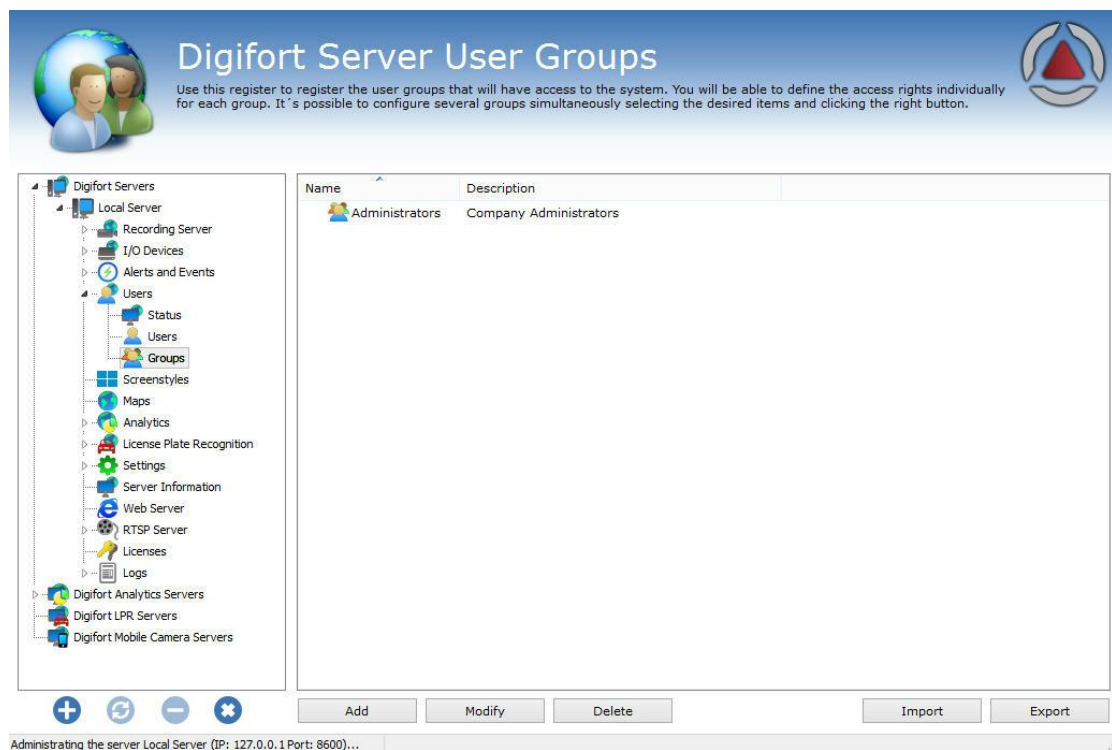 Digifort Server User Groups
Use this register to register the user groups that will have access to the system. You will be able to define the access rights individually
for each group. It´s possible to configure several groups simultaneously selecting the desired items and clicking the right button.
Digifort Servers
Local Server
Recording Server
I/O Devices
Alerts and Events
Users
Status
Users
Groups
Screenstyles
Maps
Analytics
License Plate Recognition
Settings
Server Information
Web Server
RTSP Server
Licenses
Logs
Digifort Analytics Servers
Digifort LPR Servers
Digifort Mobile Camera Servers
Name Description
Administrators Company Administrators
Add Modify Delete Import Export
Administrating the server Local Server (IP: 127.0.0.1 Port: 8600)...